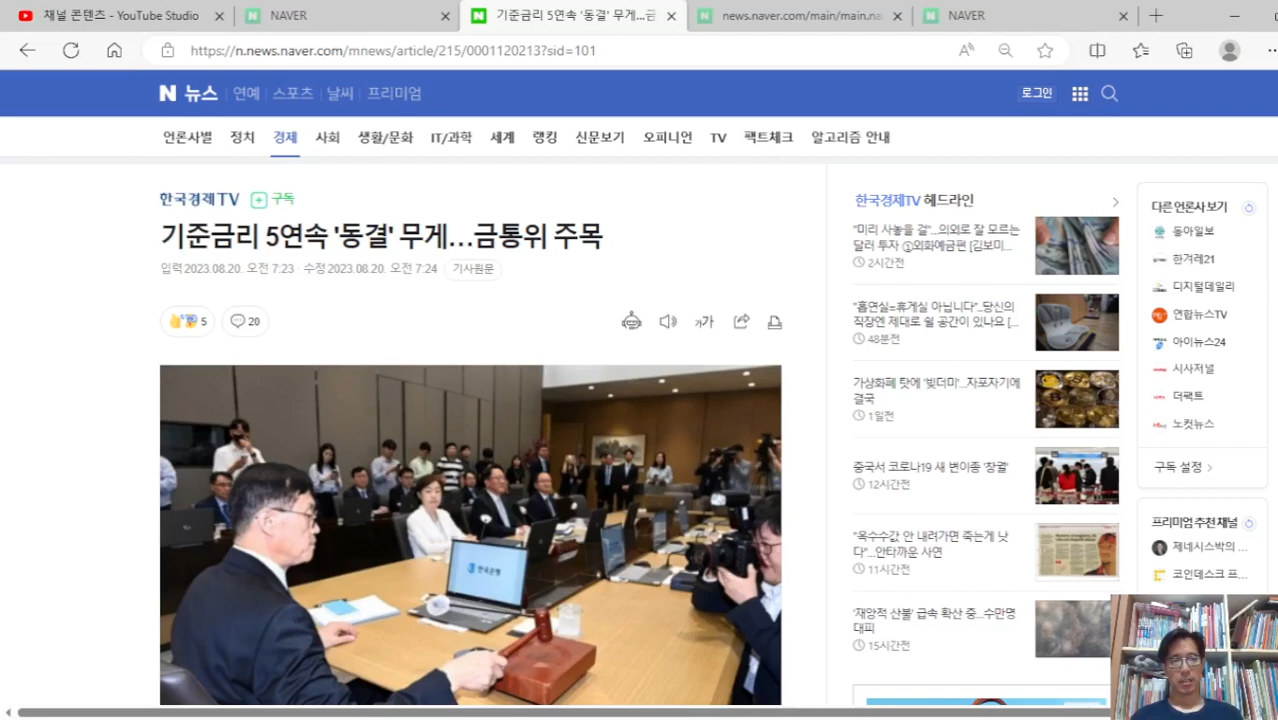 채널 콘텐츠 - YouTube Studio
NAVER
기준금리 5연속 '동결' 무게...금
news.naver.com/main/main.na
NAVER
https://n.news.naver.com/mnews/article/215/0001120213?sid=101
N 뉴스 연예 스포츠 날씨 프리미엄
로그인
언론사별 정치 경제 사회 생활/문화 IT/과학 세계 랭킹 신문보기 오피니언 TV 팩트체크 알고리즘 안내
한국경제TV 구독
기준금리 5연속 '동결' 무게…금통위 주목
입력 2023.08.20. 오전 7:23 · 수정 2023.08.20. 오전 7:24 기사원문
5
20
가가
한국은행
한국경제TV 헤드라인
"미리 사놓을 걸"...의외로 잘 모르는
달러 투자 ①외화예금편 [김보미...
2시간전
"흡연실=휴게실 아닙니다"..당신의
직장엔 제대로 쉴 공간이 있나요 [...
48분전
가상화폐 탓에 '빚더미'...자포자기에
결국
1일전
중국서 코로나19 새 변이종 '창궐'
12시간전
"옥수수값 안 내려가면 죽는게 낫
다"...안타까운 사연
11시간전
'재앙적 산불' 급속 확산 중...수만명
대피
15시간전
다른 언론사 보기
동아일보
한겨레21
디지털데일리
연합뉴스TV
아이뉴스24
시사저널
더팩트
노컷뉴스
구독 설정
프리미엄 추천 채널
제네시스박의 ...
코인데스크 프...